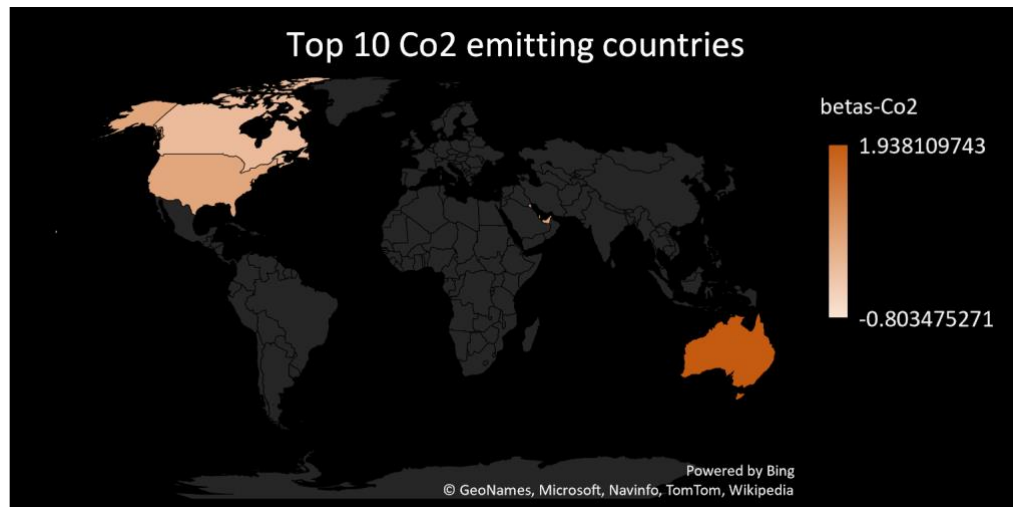 Top 10 Co2 emitting countries
betas-Co2
1.938109743
-0.803475271
Powered by Bing
© GeoNames, Microsoft, Navinfo, TomTom, Wikipedia